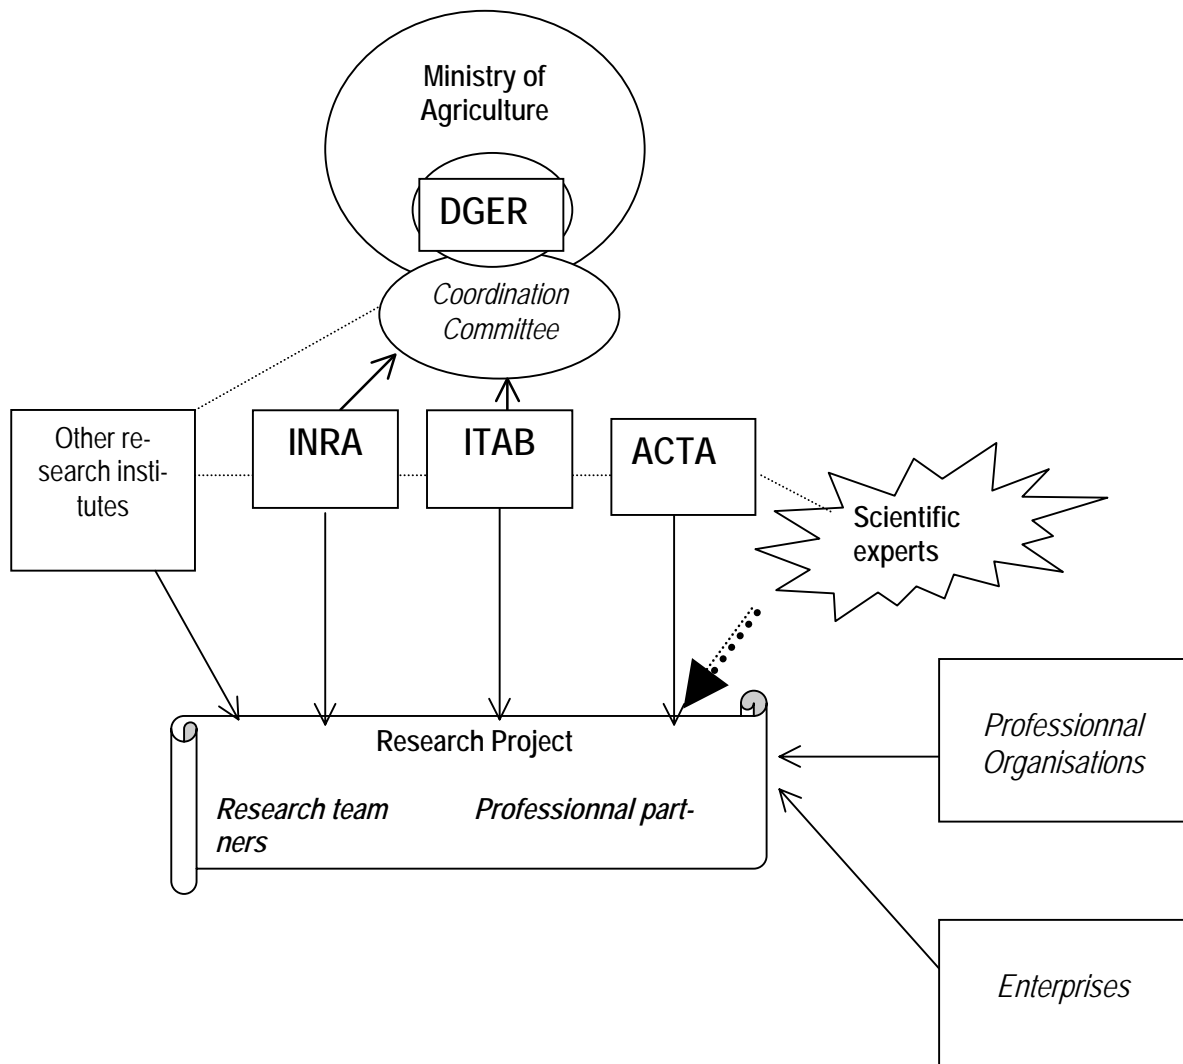 Ministry of
Agriculture
DGER
Coordination
Committee
Other re-
search insti-
tutes
INRA
ITAB
ACTA
Scientific
experts
Research Project
Research team Professionnal part-
ners
Professionnal
Organisations
Enterprises